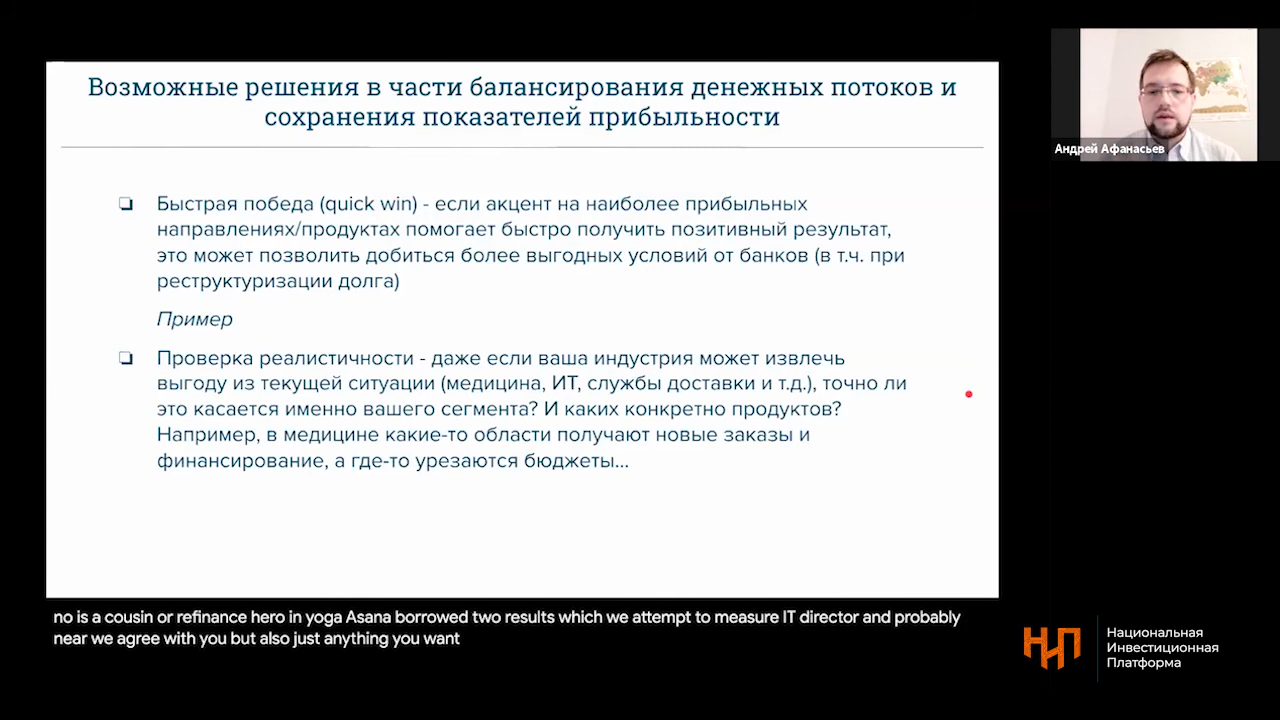 Возможные решения в части балансирования денежных потоков и
сохранения показателей прибыльности
Быстрая победа (quick win) - если акцент на наиболее прибыльных
направлениях/продуктах помогает быстро получить позитивный результат,
это может позволить добиться более выгодных условий от банков (в т.ч. при
реструктуризации долга)
Пример
Проверка реалистичности - даже если ваша индустрия может извлечь
выгоду из текущей ситуации (медицина, ИТ, службы доставки и т.д.), точно ли
это касается именно вашего сегмента? И каких конкретно продуктов?
Например, в медицине какие-то области получают новые заказы и
финансирование, а где-то урезаются бюджеты...
Андрей Афанасьев
no is a cousin or refinance hero in yoga Asana borrowed two results which we attempt to measure IT director and probably
near we agree with you but also just anything you want
НИП
Национальная
Инвестиционная
Платформа